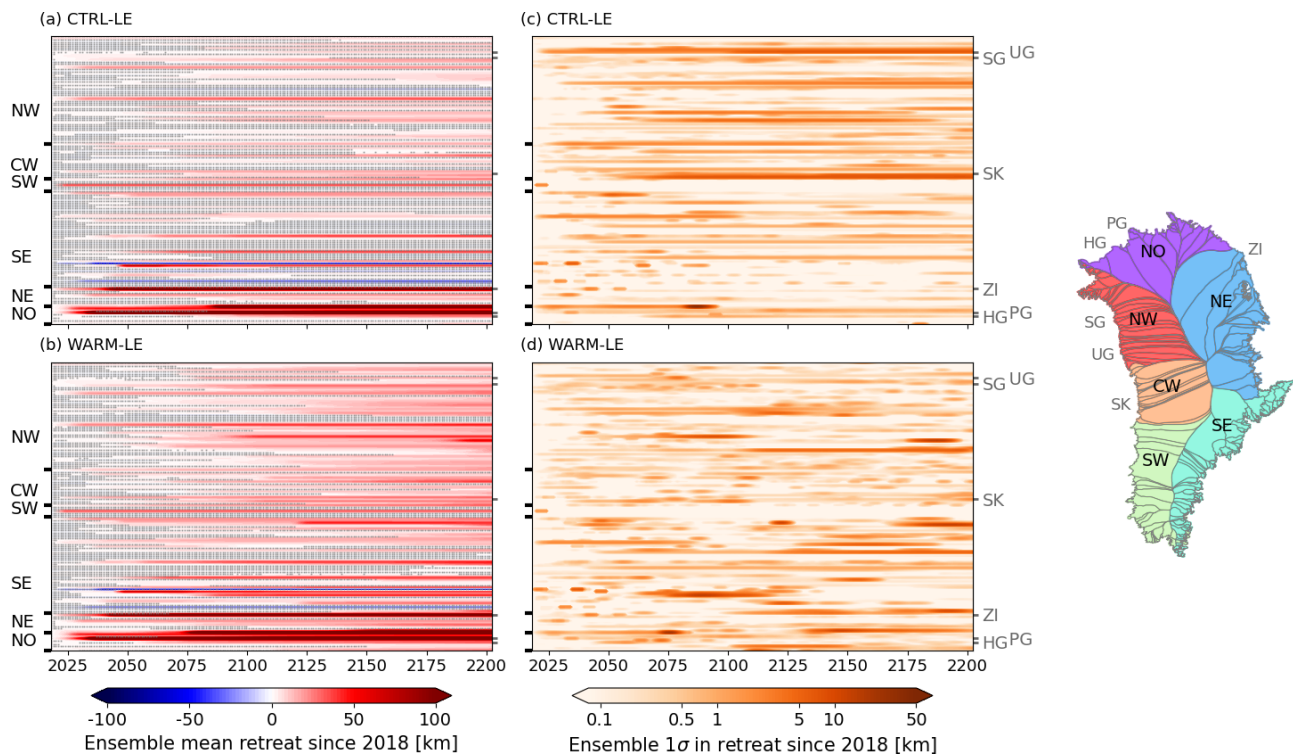 (a) CTRL-LE
NW
CW
SW
SE
NE
NO
(c) CTRL-LE
SG UG
SK
ZI
HG PG
(b) WARM-LE
NW
CW
SW
SE
NE
NO
2025 2050 2075 2100 2125 2150 2175 2200
(d) WARM-LE
SG UG
SK
ZI
HG PG
2025 2050 2075 2100 2125 2150 2175 2200
-100 -50 0 50 100
Ensemble mean retreat since 2018 [km]
0.1 0.5 1 5 10 50
Ensemble 1σ in retreat since 2018 [km]
PG
HG
NO
ZI
NE
SG
NW
UG
CW
SK
SE
SW